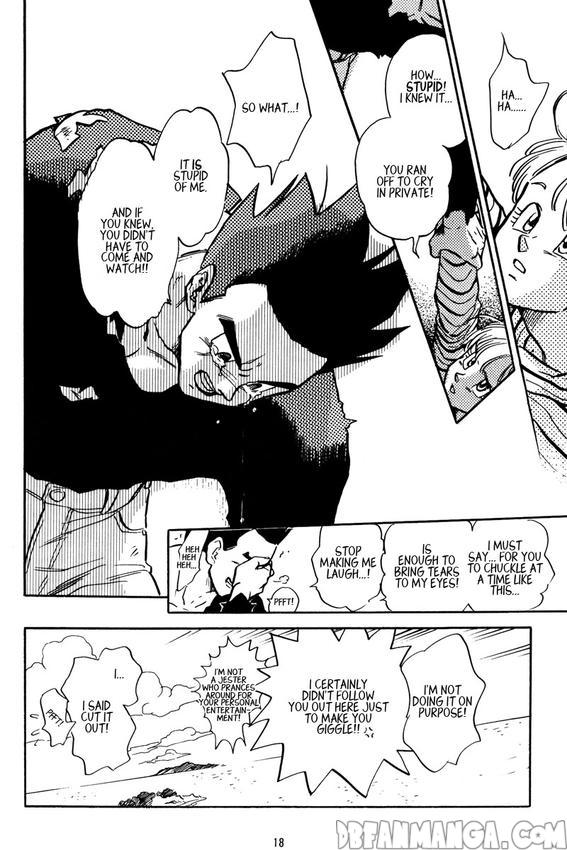 HA...
HA......
HOW...
STUPID!
I KNEW IT...
YOU RAN
OFF TO CRY
IN PRIVATE!
SO WHAT...!
IT IS
STUPID
OF ME.
AND IF
YOU KNEW,
YOU DIDN'T
HAVE TO
COME AND
WATCH!!
I MUST
SAY... FOR YOU
TO CHUCKLE AT
A TIME LIKE
THIS...
IS
ENOUGH TO
BRING TEARS
TO MY EYES!
STOP
MAKING ME
LAUGH...!
PFFT!
HEH
HEH
HEH...
I'M NOT
DOING IT ON
PURPOSE!
I CERTAINLY
DIDN'T FOLLOW
YOU OUT HERE JUST
TO MAKE YOU
GIGGLE!!
I'M NOT
A JESTER
WHO PRANCES
AROUND FOR
YOUR PERSONAL
ENTERTAIN-
MENT!
I...
I SAID
CUT IT
OUT!
PFFT!
18
DBFANMANGA.COM